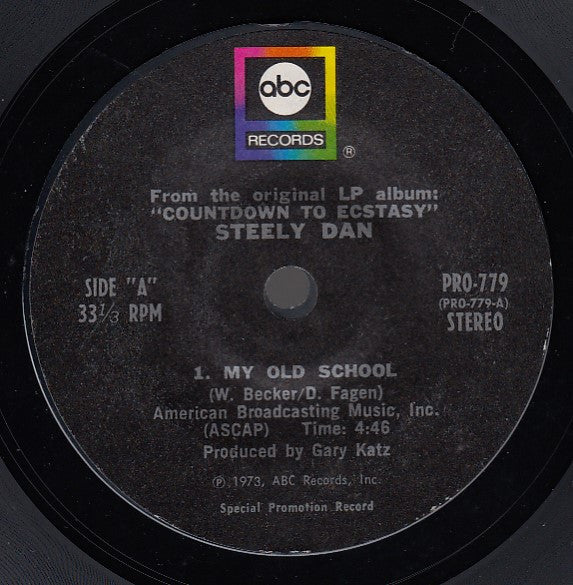 abc
RECORDS
®
From the original LP album:
"COUNTDOWN TO ECSTASY"
STEELY DAN
SIDE "A"
33⅓ RPM
PRO-779
(PRO-779-A)
STEREO
1. MY OLD SCHOOL
(W. Becker/D. Fagen)
American Broadcasting Music, Inc.
(ASCAP) Time: 4:46
Produced by Gary Katz
℗ 1973, ABC Records, Inc.
Special Promotion Record